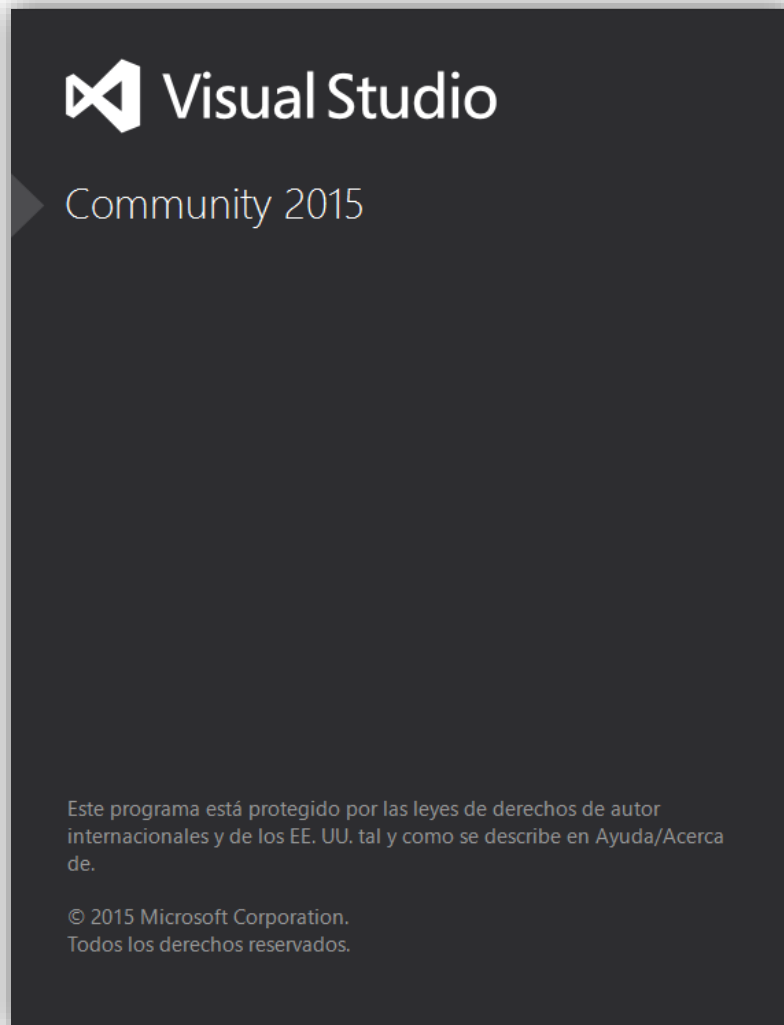 Visual Studio
Community 2015
Este programa está protegido por las leyes de derechos de autor
internacionales y de los EE. UU. tal y como se describe en Ayuda/Acerca
de.
© 2015 Microsoft Corporation.
Todos los derechos reservados.